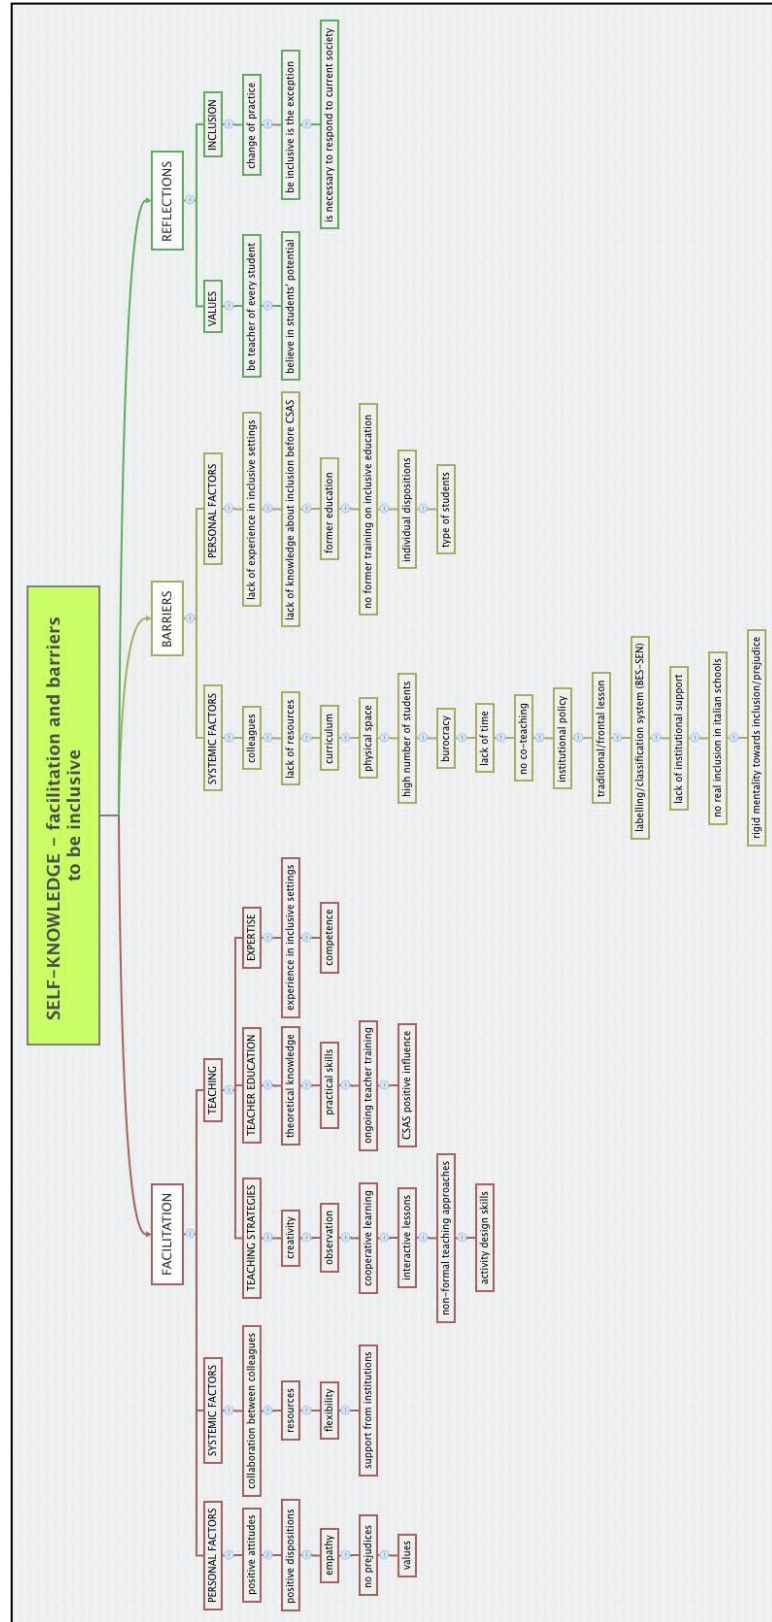 SELF-KNOWLEDGE - facilitation and barriers
to be inclusive
FACILITATION
PERSONAL FACTORS
positive attitudes
positive dispositions
empathy
no prejudices
values
SYSTEMIC FACTORS
collaboration between colleagues
resources
flexibility
support from institutions
TEACHING
TEACHING STRATEGIES
creativity
observation
cooperative learning
interactive lessons
non-formal teaching approaches
activity design skills
TEACHER EDUCATION
theoretical knowledge
practical skills
ongoing teacher training
CSAS positive influence
EXPERTISE
experience in inclusive settings
competence
BARRIERS
SYSTEMIC FACTORS
colleagues
lack of resources
curriculum
physical space
high number of students
burocracy
lack of time
no co-teaching
institutional policy
traditional/frontal lesson
labelling/classification system (BES-SEN)
lack of institutional support
no real inclusion in italian schools
rigid mentality towards inclusion/prejudice
PERSONAL FACTORS
lack of experience in inclusive settings
lack of knowledge about inclusion before CSAS
former education
no former training on inclusive education
individual dispositions
type of students
REFLECTIONS
VALUES
be teacher of every student
believe in students' potential
INCLUSION
change of practice
be inclusive is the exception
is necessary to respond to current society